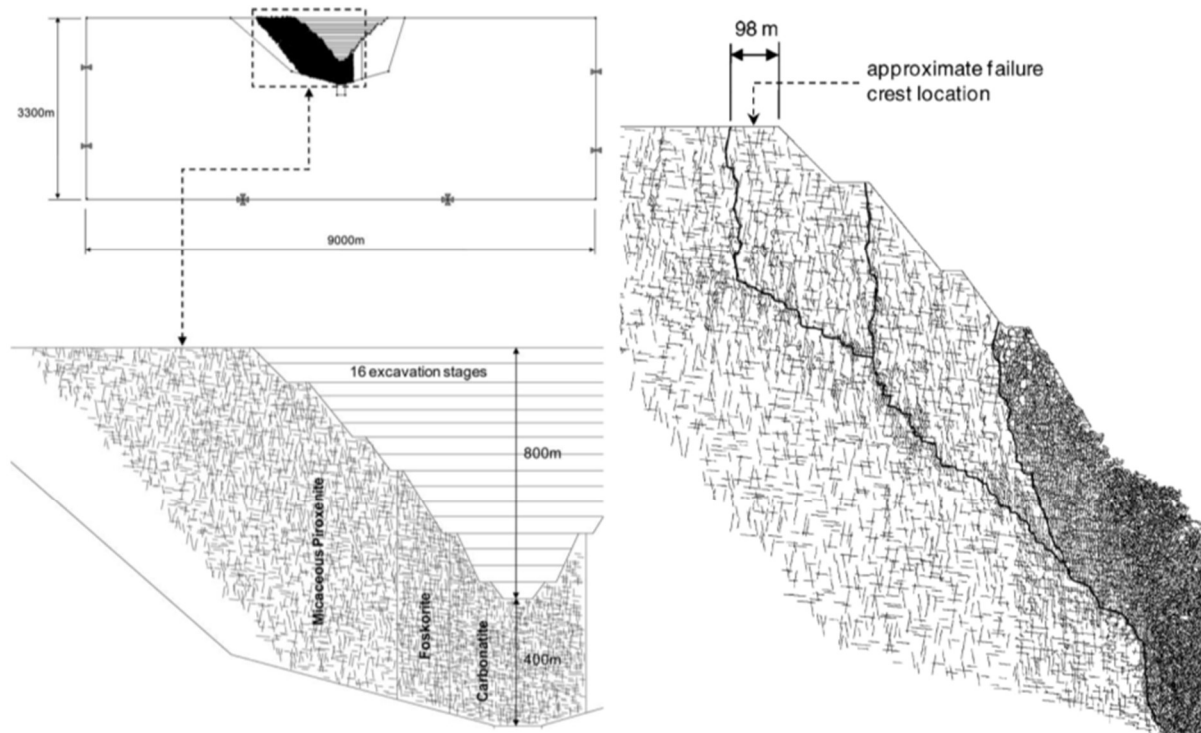 3300m
9000m
16 excavation stages
800m
Micaceous Piroxenite
Foskorite
Carbonatite
400m
98 m
approximate failure
crest location